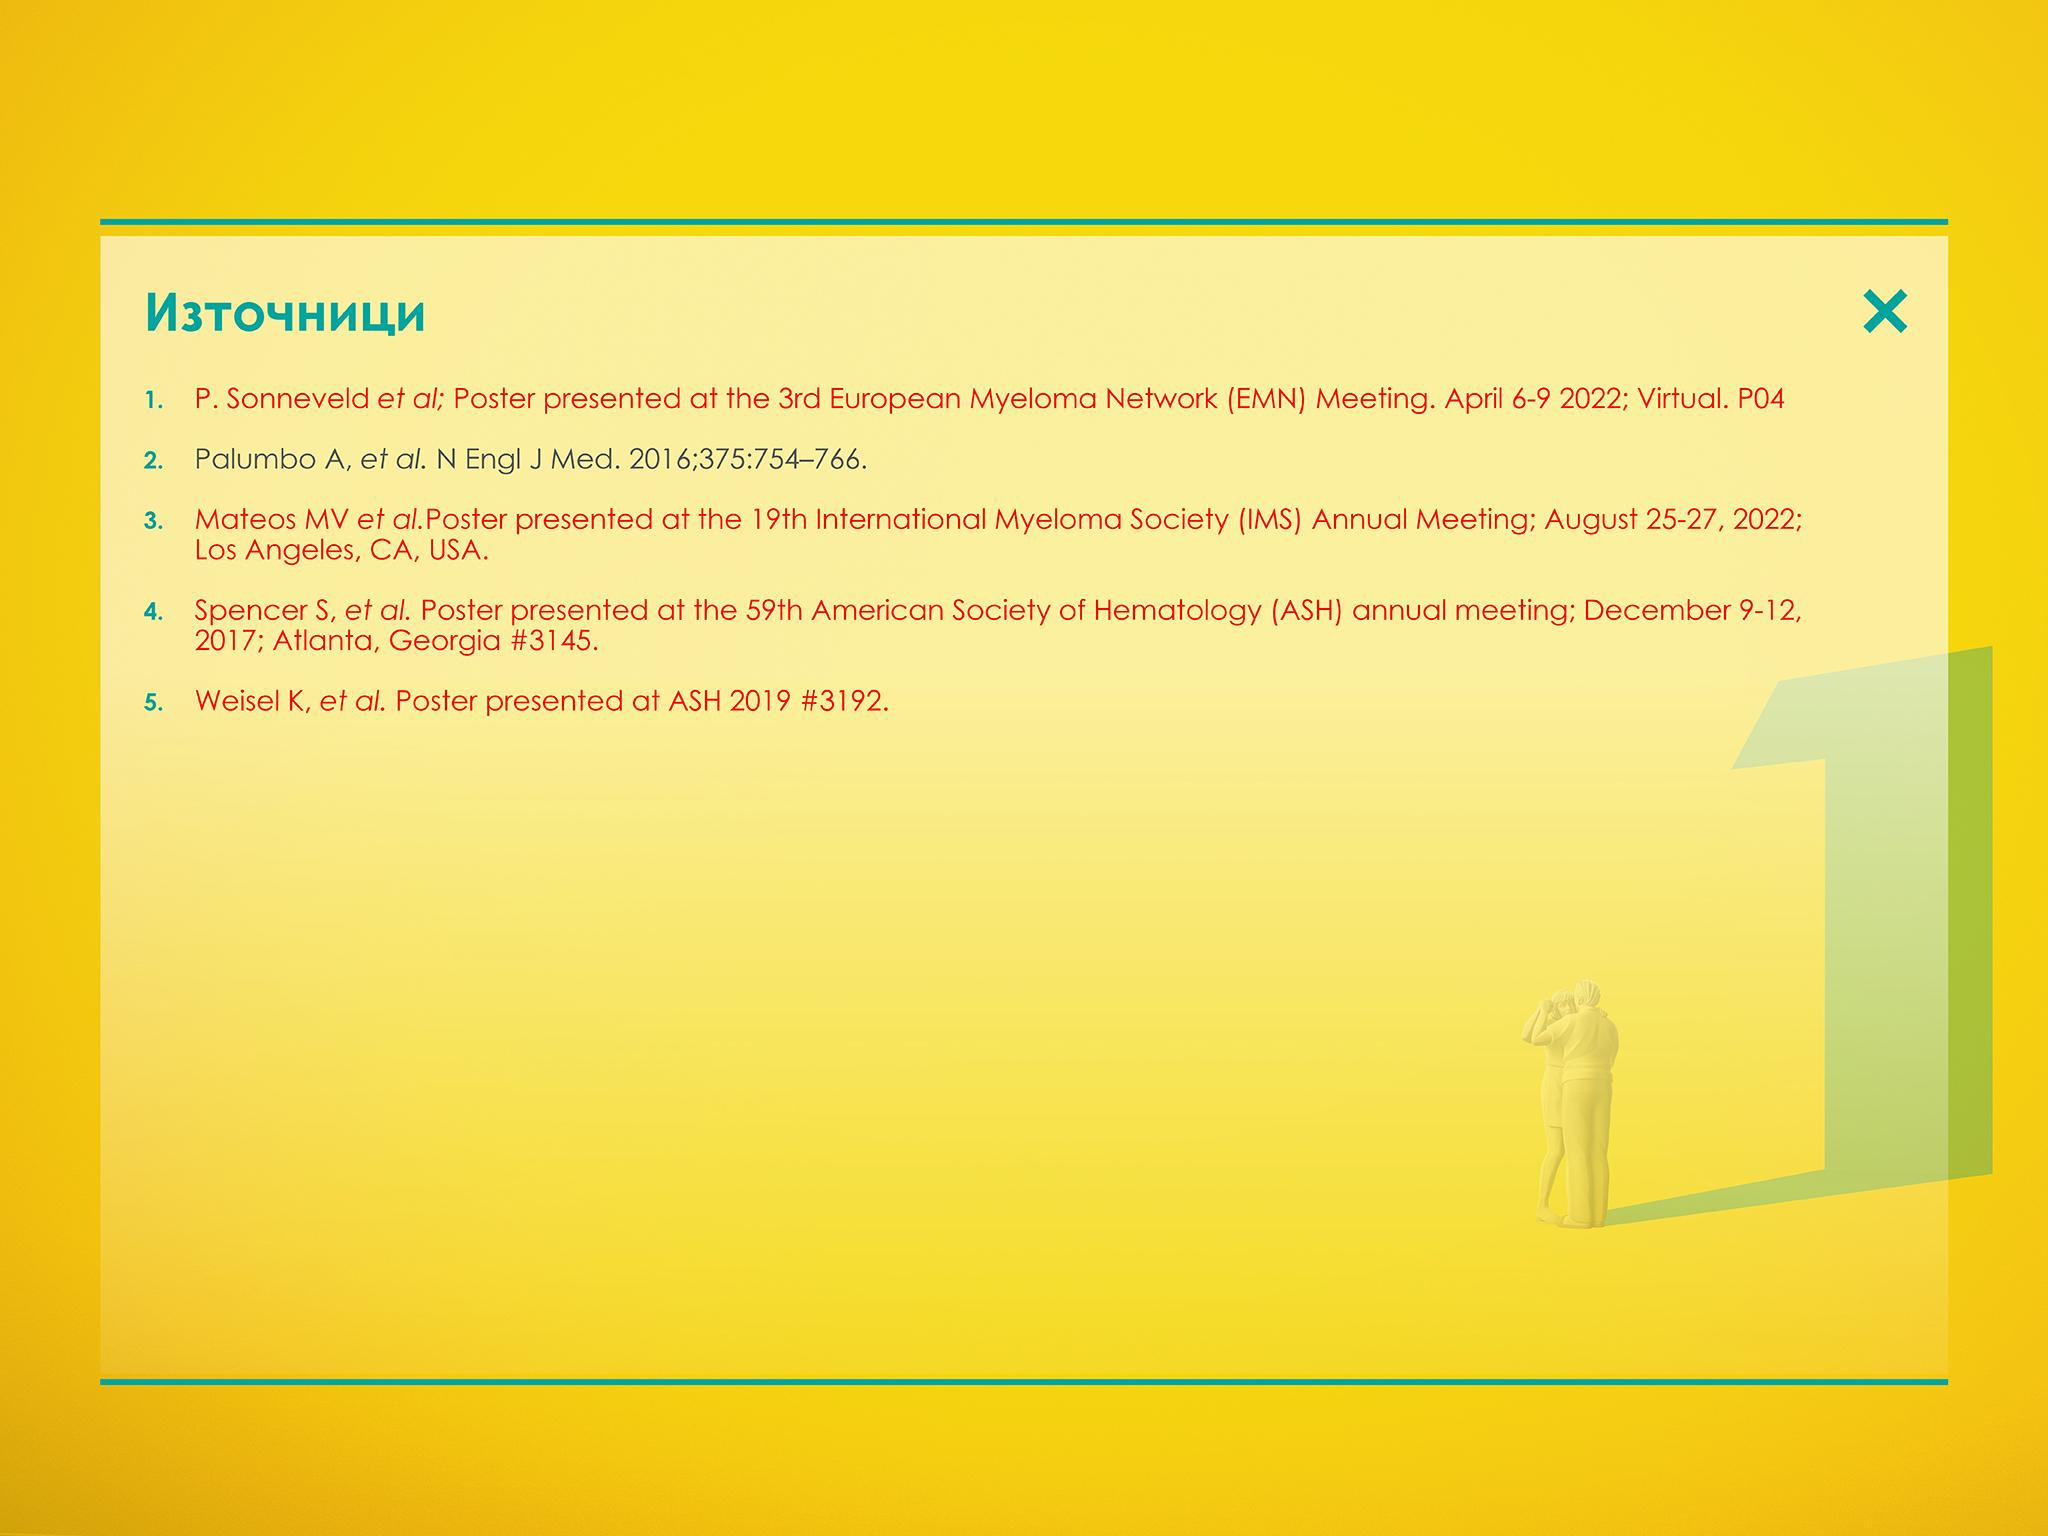 Източници
1. P. Sonneveld et al; Poster presented at the 3rd European Myeloma Network (EMN) Meeting. April 6-9 2022; Virtual. P04
2. Palumbo A, et al. N Engl J Med. 2016;375:754–766.
3. Mateos MV et al.Poster presented at the 19th International Myeloma Society (IMS) Annual Meeting; August 25-27, 2022;
Los Angeles, CA, USA.
4. Spencer S, et al. Poster presented at the 59th American Society of Hematology (ASH) annual meeting; December 9-12,
2017; Atlanta, Georgia #3145.
5. Weisel K, et al. Poster presented at ASH 2019 #3192.
1